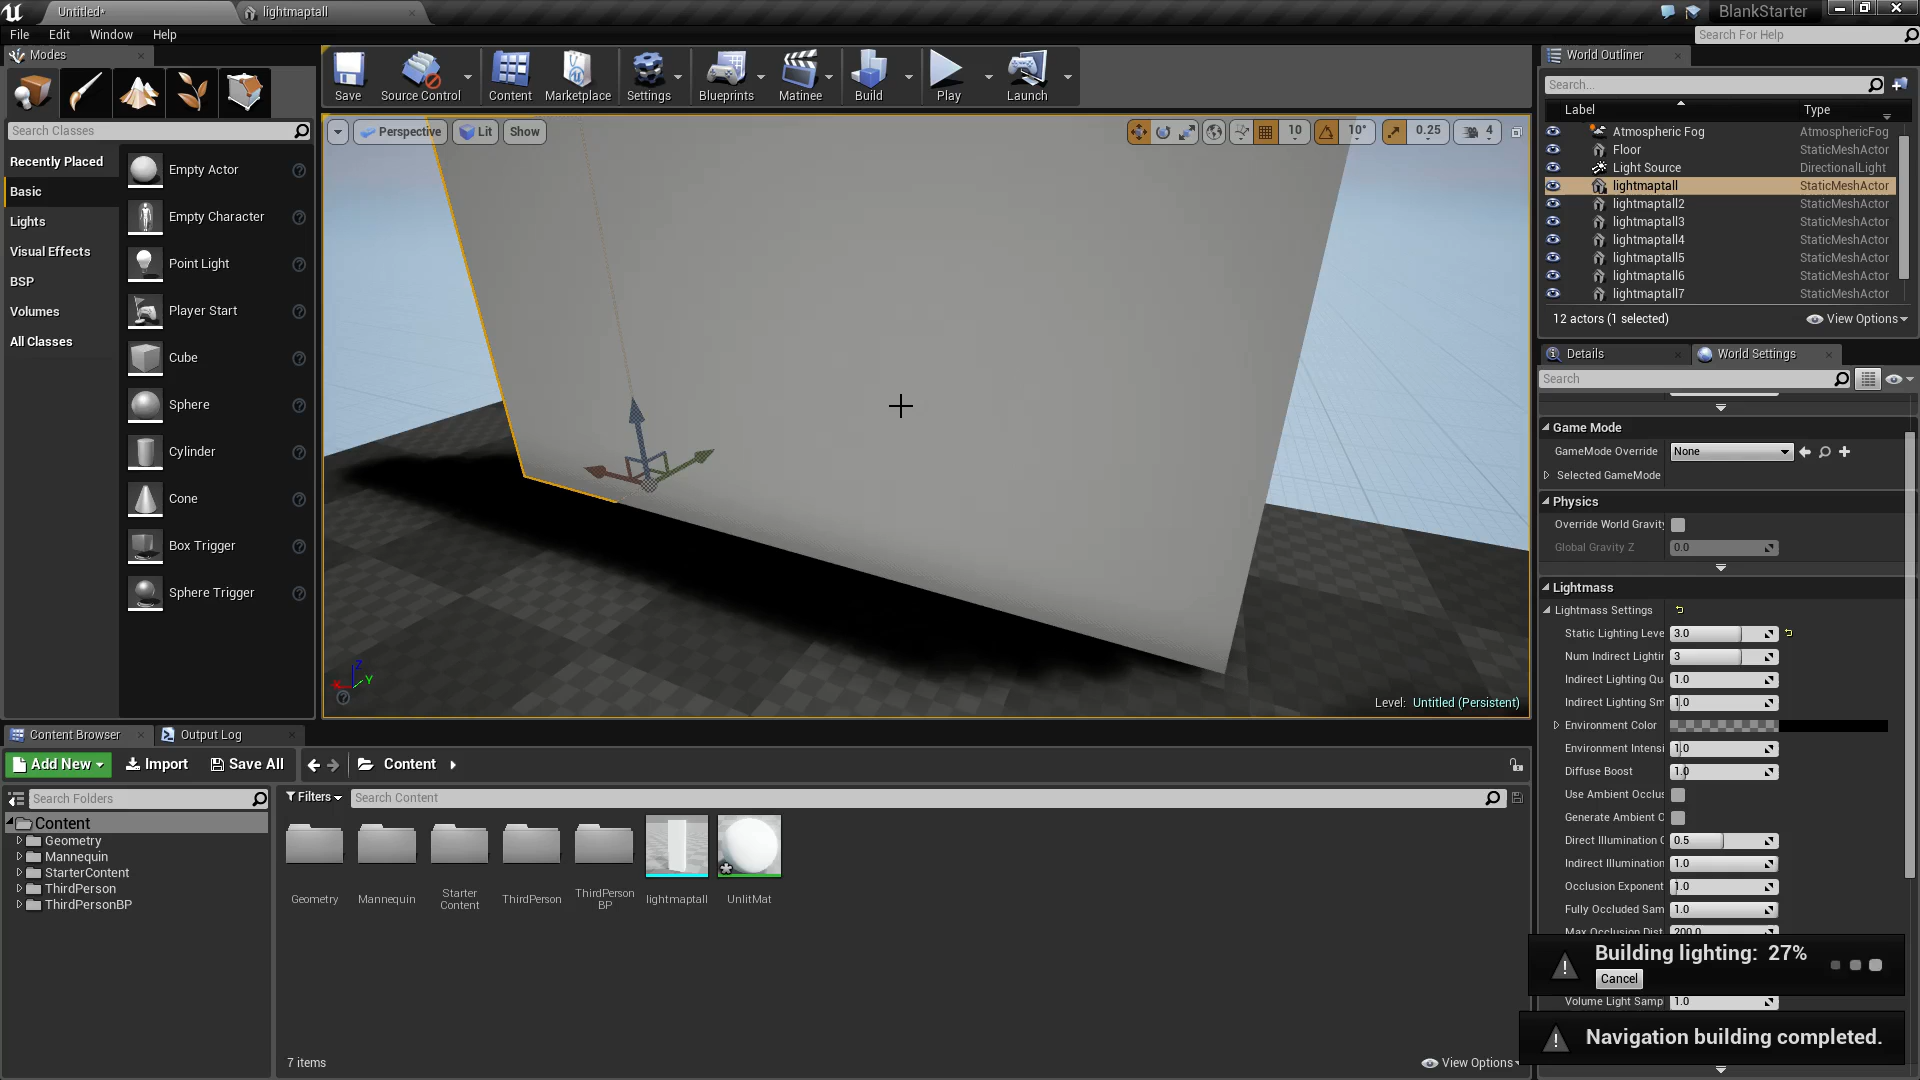 Untitled*
lightmaptall
BlankStarter
File
Edit
Window
Help
Search For Help
Modes
Search Classes
Recently Placed
Basic
Lights
Visual Effects
BSP
Volumes
All Classes
Empty Actor
Empty Character
Point Light
Player Start
Cube
Sphere
Cylinder
Cone
Box Trigger
Sphere Trigger
Save
Source Control
Content
Marketplace
Settings
Blueprints
Matinee
Build
Play
Launch
Perspective
Lit
Show
10
10°
0.25
4
X
Z
Y
Level: Untitled (Persistent)
World Outliner
Search...
Label
Type
Atmospheric Fog AtmosphericFog
Floor StaticMeshActor
Light Source DirectionalLight
lightmaptall StaticMeshActor
lightmaptall2 StaticMeshActor
lightmaptall3 StaticMeshActor
lightmaptall4 StaticMeshActor
lightmaptall5 StaticMeshActor
lightmaptall6 StaticMeshActor
lightmaptall7 StaticMeshActor
12 actors (1 selected)
View Options
Details
World Settings
Search
Game Mode
GameMode Override None
Selected GameMode
Physics
Override World Gravity
Global Gravity Z 0.0
Lightmass
Lightmass Settings
Static Lighting Leve 3.0
Num Indirect Lightin 3
Indirect Lighting Qu 1.0
Indirect Lighting Sm 1.0
Environment Color
Environment Intensi 1.0
Diffuse Boost 1.0
Use Ambient Occlus
Generate Ambient O
Direct Illumination O 0.5
Indirect Illumination 1.0
Occlusion Exponent 1.0
Fully Occluded Sam 1.0
Max Occlusion Dist 200.0
Building lighting: 27%
Cancel
Volume Light Samp 1.0
Navigation building completed.
Content Browser
Output Log
Add New
Import
Save All
Content
Search Folders
Filters
Search Content
Content
Geometry
Mannequin
StarterContent
ThirdPerson
ThirdPersonBP
Geometry
Mannequin
Starter
Content
ThirdPerson
ThirdPerson
BP
lightmaptall
UnlitMat
7 items
View Options